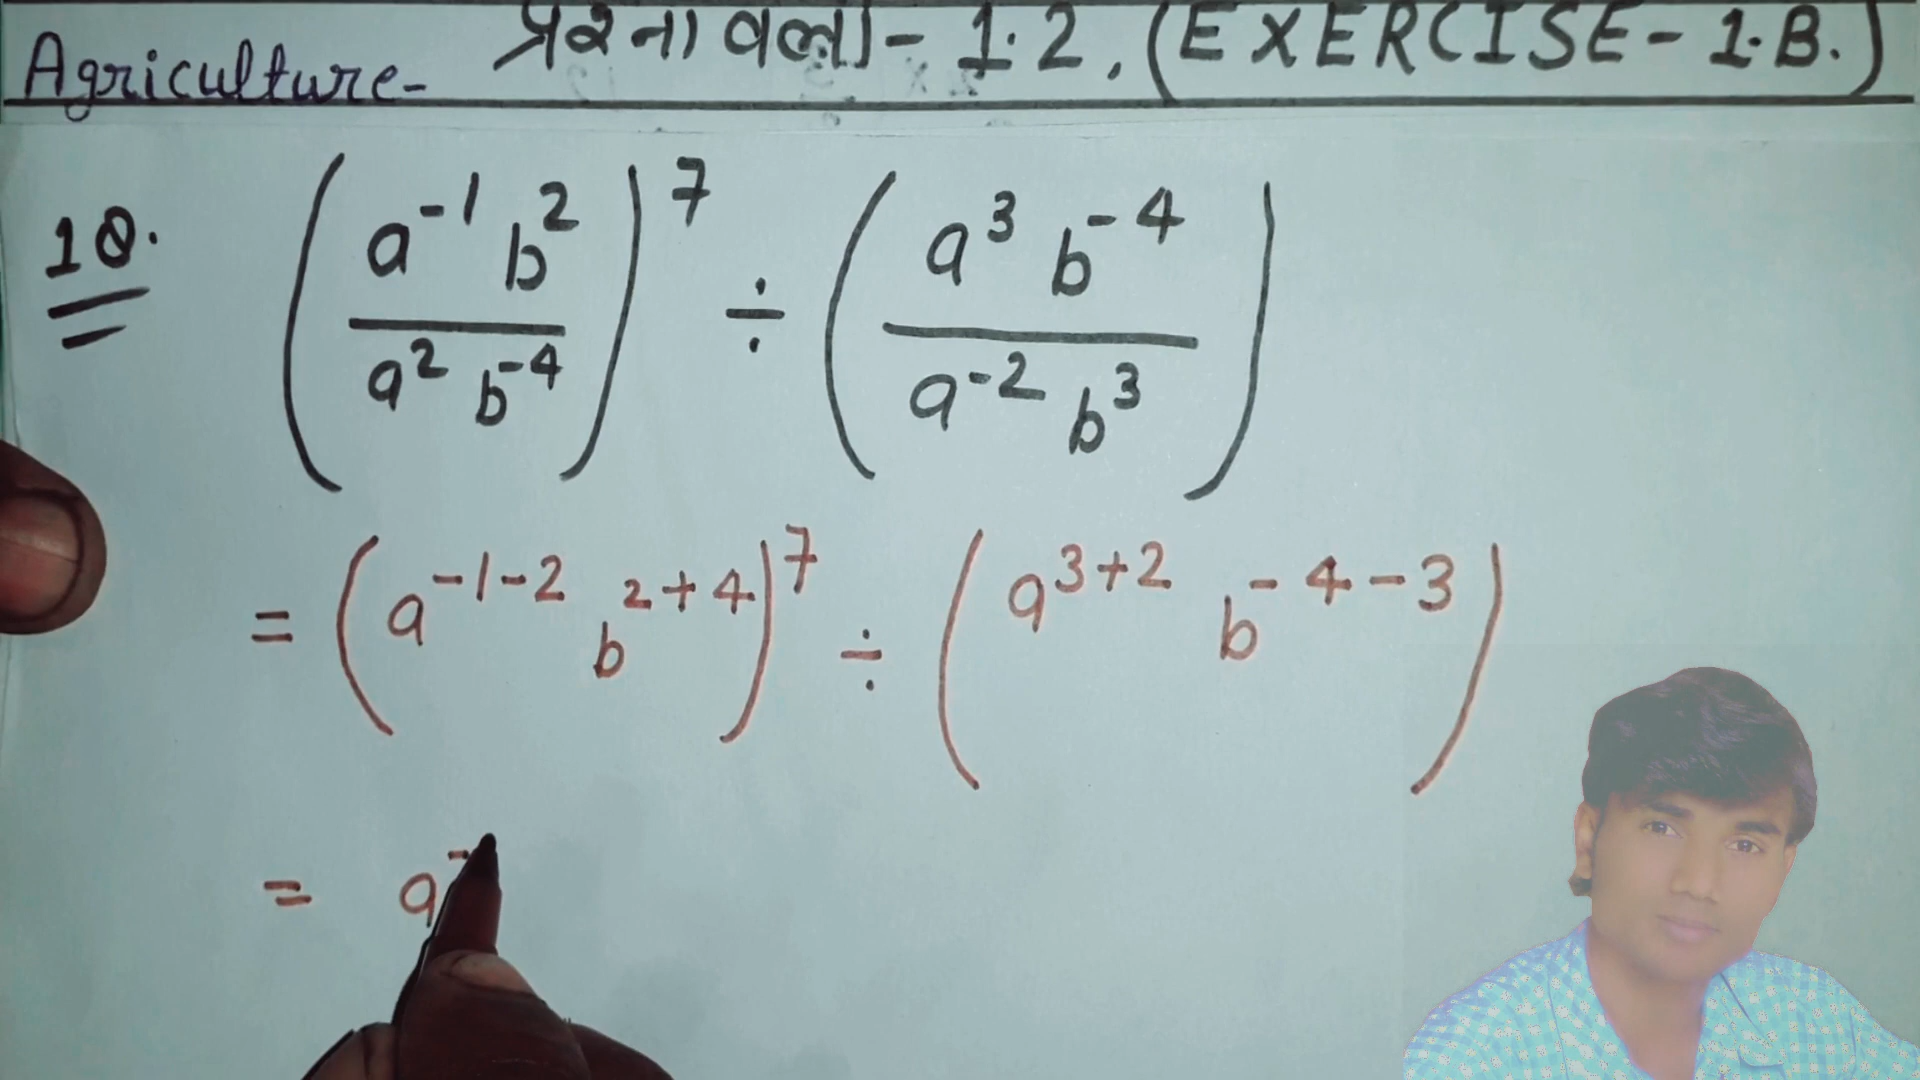 Agriculture- प्रश्नावली - 1.2. (EXERCISE - 1.B.)
10. (a⁻¹ b² / a² b⁻⁴)⁷ ÷ (a³ b⁻⁴ / a⁻² b³)
= (a⁻¹⁻² b²⁺⁴)⁷ ÷ (a³⁺² b⁻⁴⁻³)
= a⁻